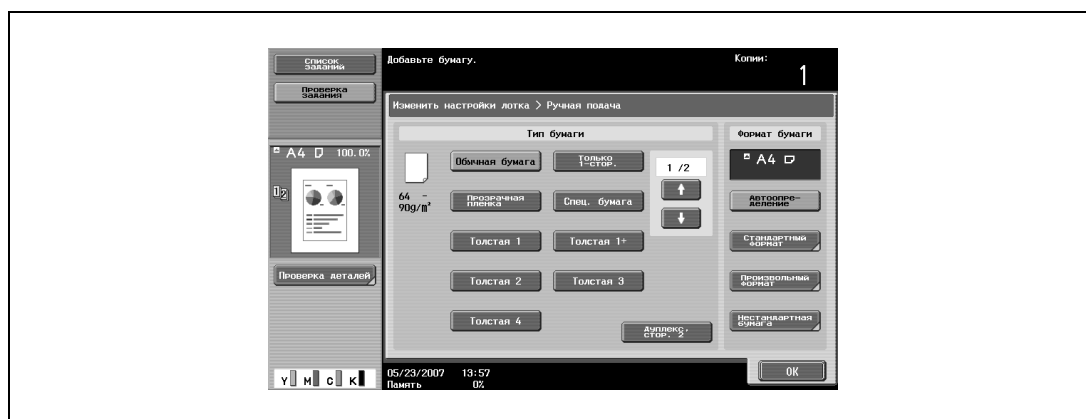 Список
заданий
Проверка
задания
Добавьте бумагу.
Копии:
1
Изменить настройки лотка > Ручная подача
Тип бумаги
Формат бумаги
A4 100.0%
12
64 -
90g/m²
Обычная бумага
Только
1-стор.
Прозрачная
пленка
Спец. бумага
Толстая 1
Толстая 1+
Толстая 2
Толстая 3
Толстая 4
Дуплекс.
стор. 2
1 /2
A4
Автоопре-
деление
Стандартный
формат
Произвольный
формат
Нестандартная
бумага
Проверка деталей
Y M C K
05/23/2007 13:57
Память 0%
OK